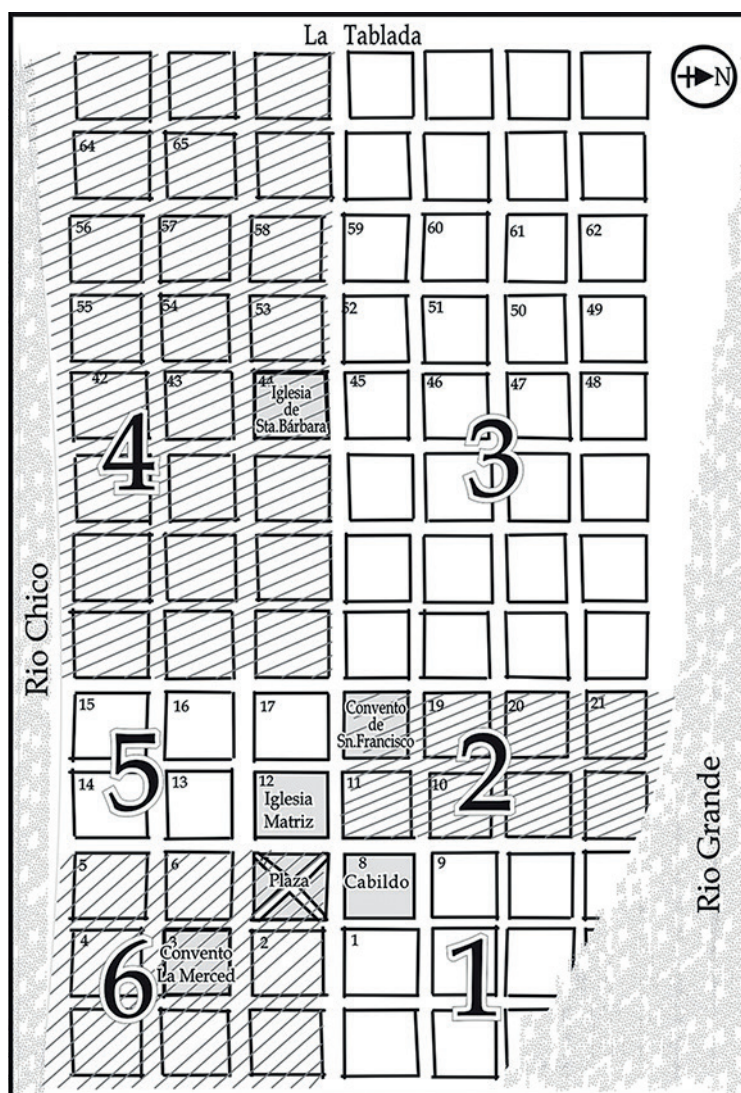 La Tablada
N
64 65
56 57 58 59 60 61 62
55 54 53 52 51 50 49
42 43 44 45 46 47 48
Iglesia
de
Sta.Bárbara
4 3
Rio Chico
15 16 17 19 20 21
Convento
de
Sn.Francisco
5 2
14 13 12 11 10
Iglesia
Matriz
Rio Grande
5 6 8 9
Plaza
Cabildo
4 3 2 1
Convento
La Merced
6 1